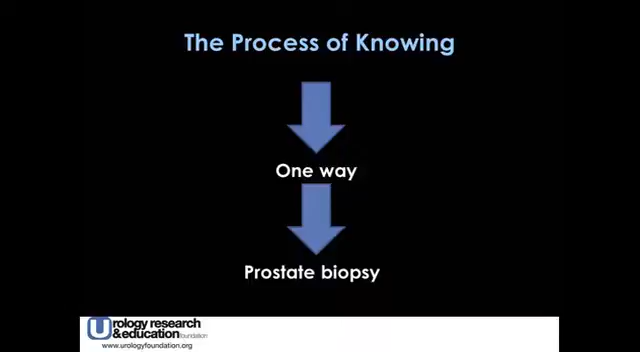 The Process of Knowing
One way
Prostate biopsy
Urology research
&education foundation
www.urologyfoundation.org